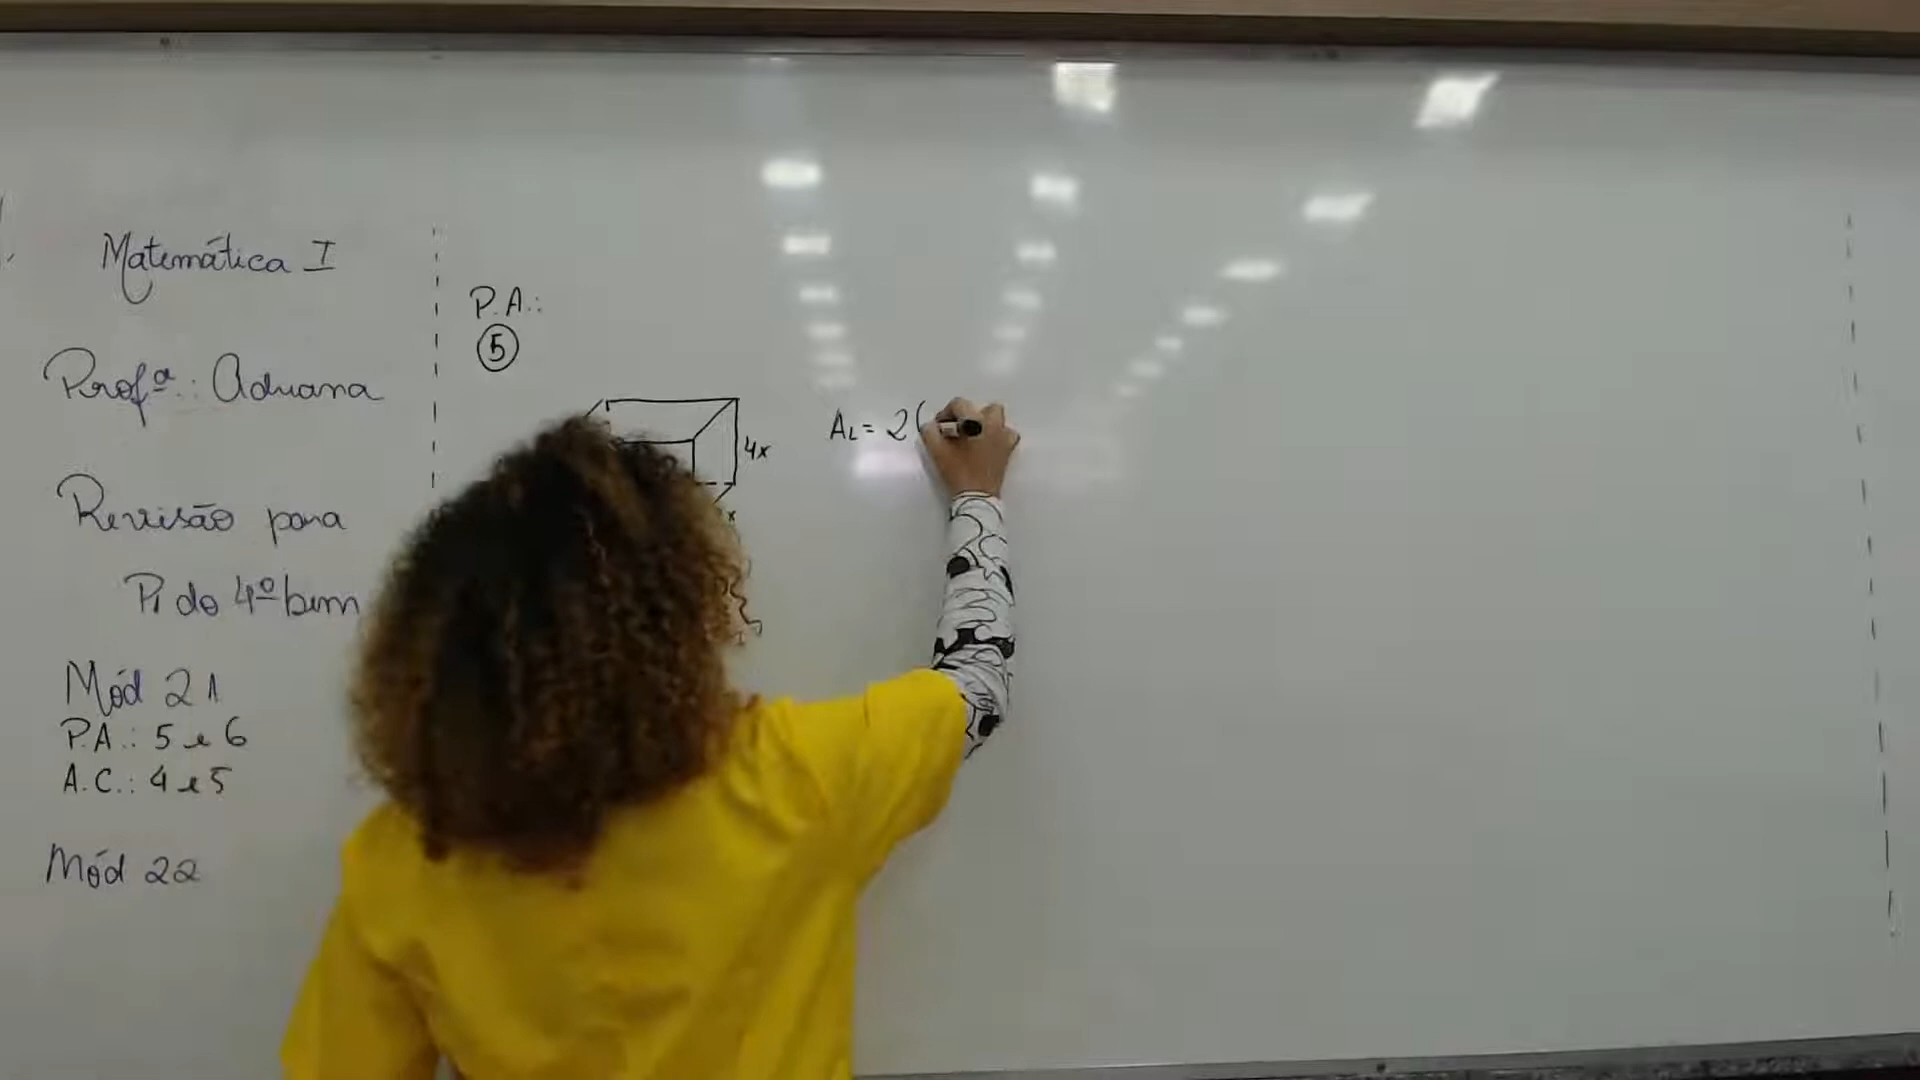 Matemática I
Profª.: Adriana
Revisão para
P1 do 4º bim
Mód 21
P.A.: 5 e 6
A.C.: 4 e 5
Mód 22
P.A.:
5
4x
x
AL = 2(